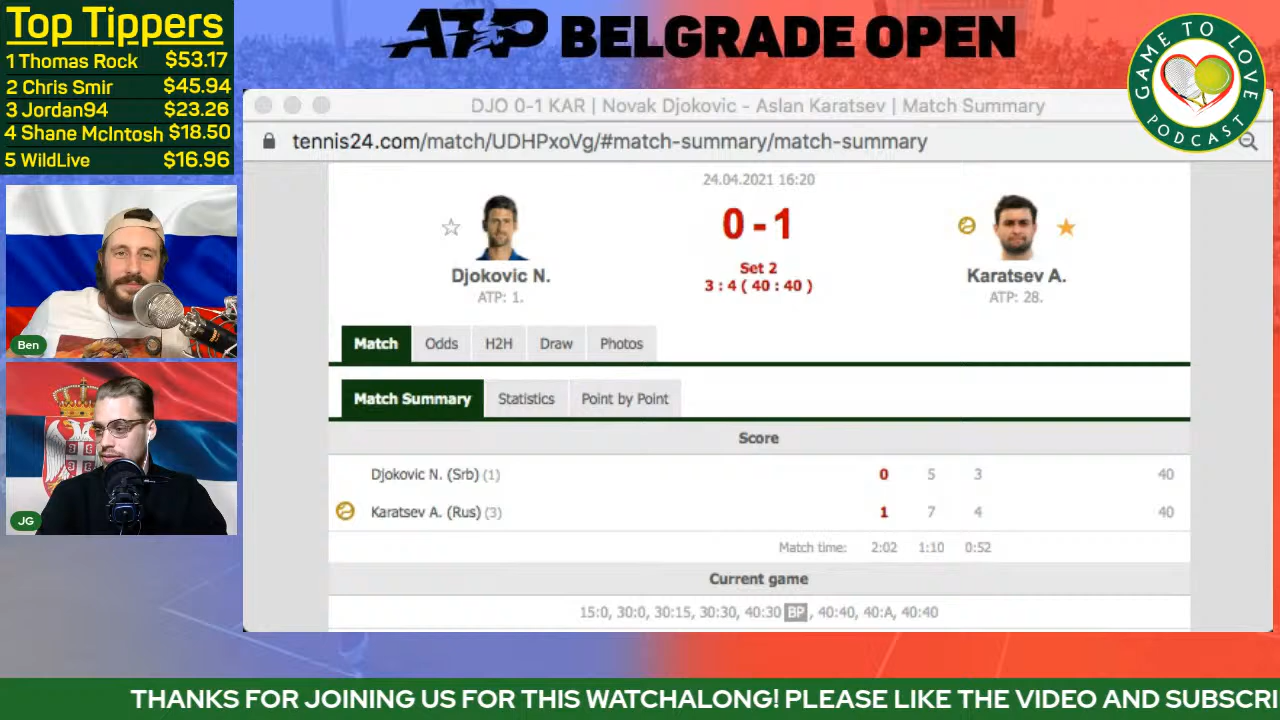 Top Tippers
1 Thomas Rock $53.17
2 Chris Smir $45.94
3 Jordan94 $23.26
4 Shane McIntosh $18.50
5 WildLive $16.96
Ben
JG
ATP BELGRADE OPEN
GAME TO LOVE
PODCAST
DJO 0-1 KAR | Novak Djokovic - Aslan Karatsev | Match Summary
tennis24.com/match/UDHPxoVg/#match-summary/match-summary
24.04.2021 16:20
0 - 1
Set 2
3 : 4 ( 40 : 40 )
Djokovic N.
ATP: 1.
Karatsev A.
ATP: 28.
Match Odds H2H Draw Photos
Match Summary Statistics Point by Point
Score
Djokovic N. (Srb) (1) 0 5 3 40
Karatsev A. (Rus) (3) 1 7 4 40
Match time: 2:02 1:10 0:52
Current game
15:0, 30:0, 30:15, 30:30, 40:30 BP , 40:40, 40:A, 40:40
THANKS FOR JOINING US FOR THIS WATCHALONG! PLEASE LIKE THE VIDEO AND SUBSCRI